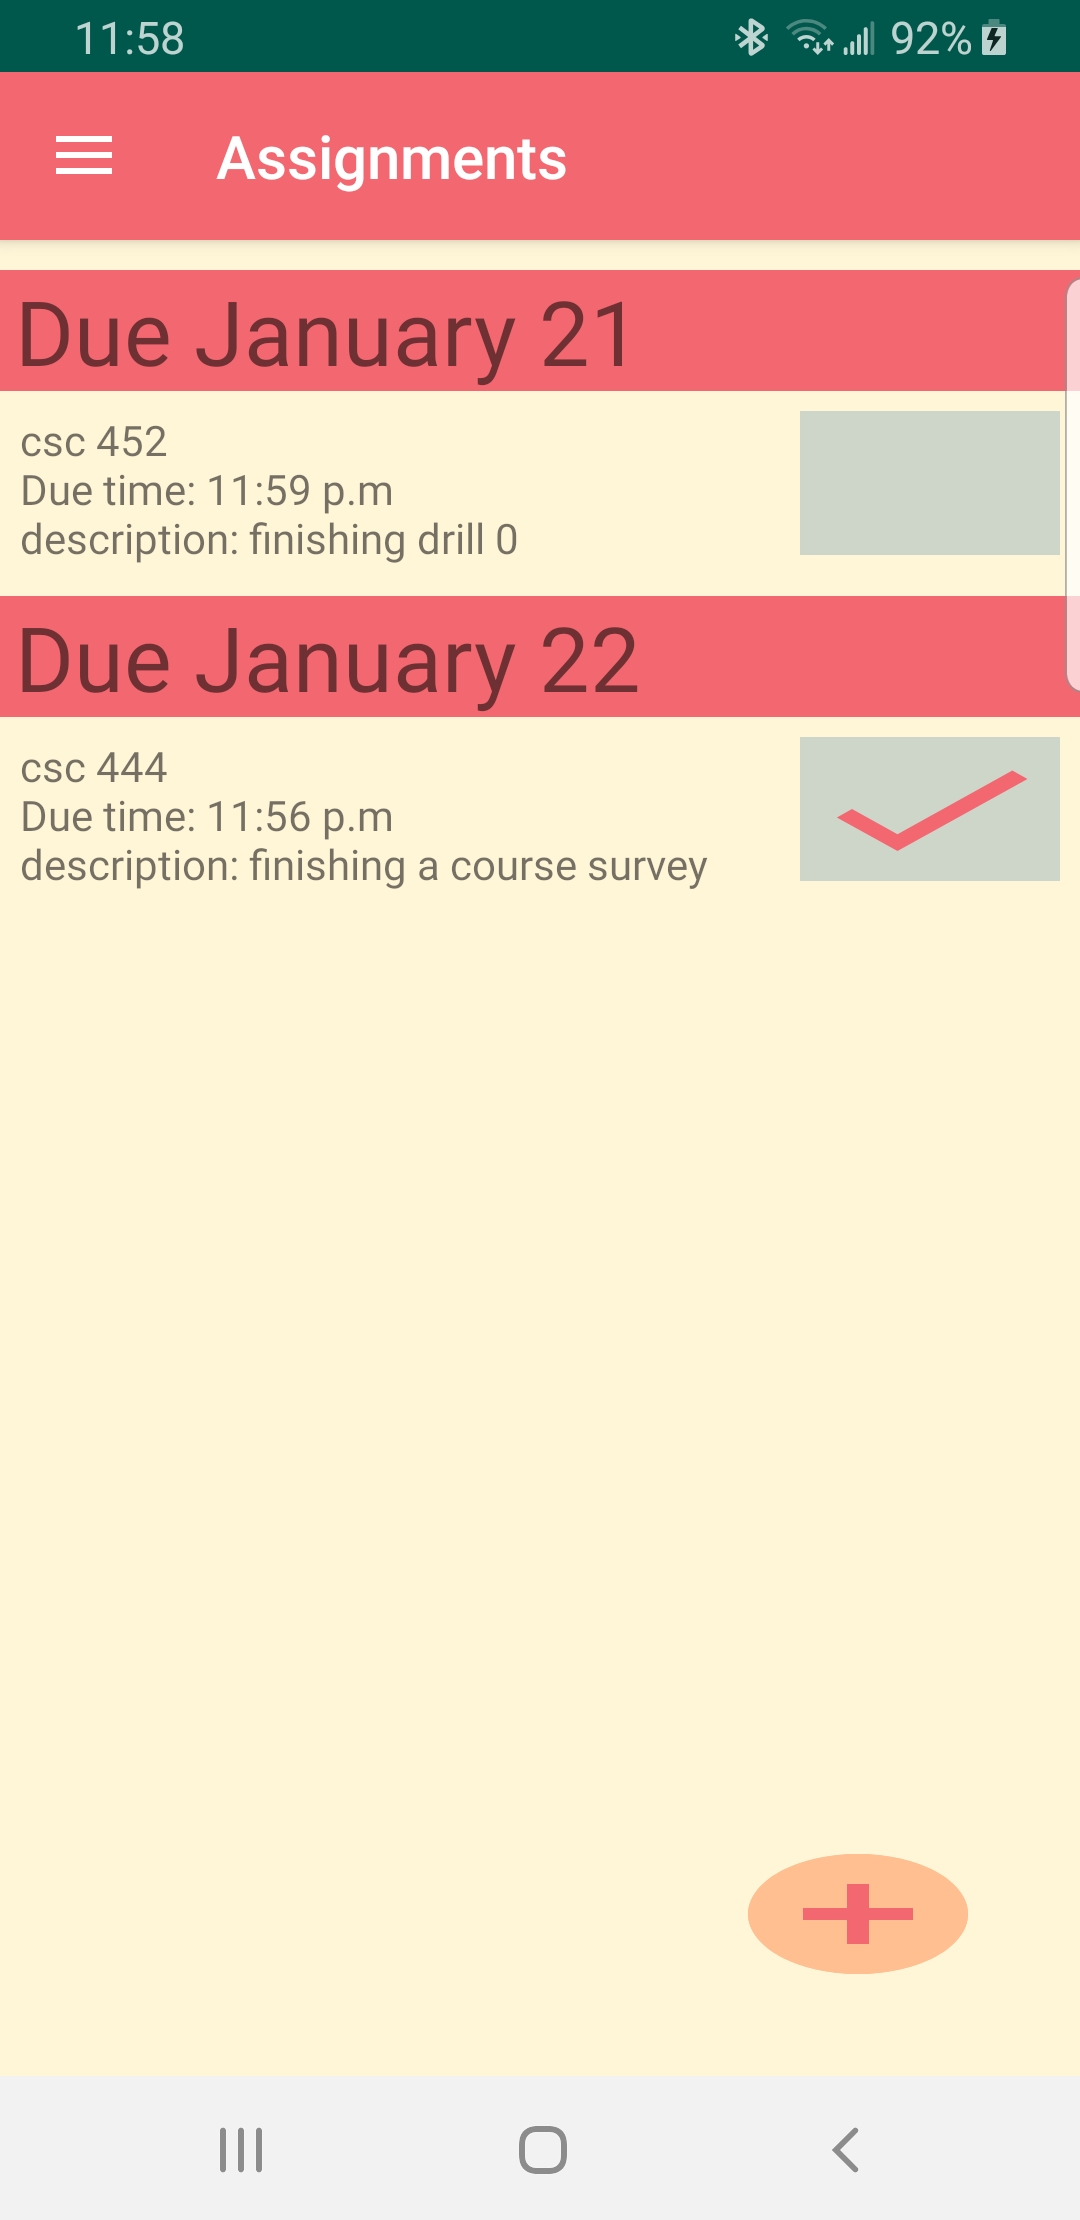 11:58 92%
Assignments
Due January 21
csc 452
Due time: 11:59 p.m
description: finishing drill 0
Due January 22
csc 444
Due time: 11:56 p.m
description: finishing a course survey